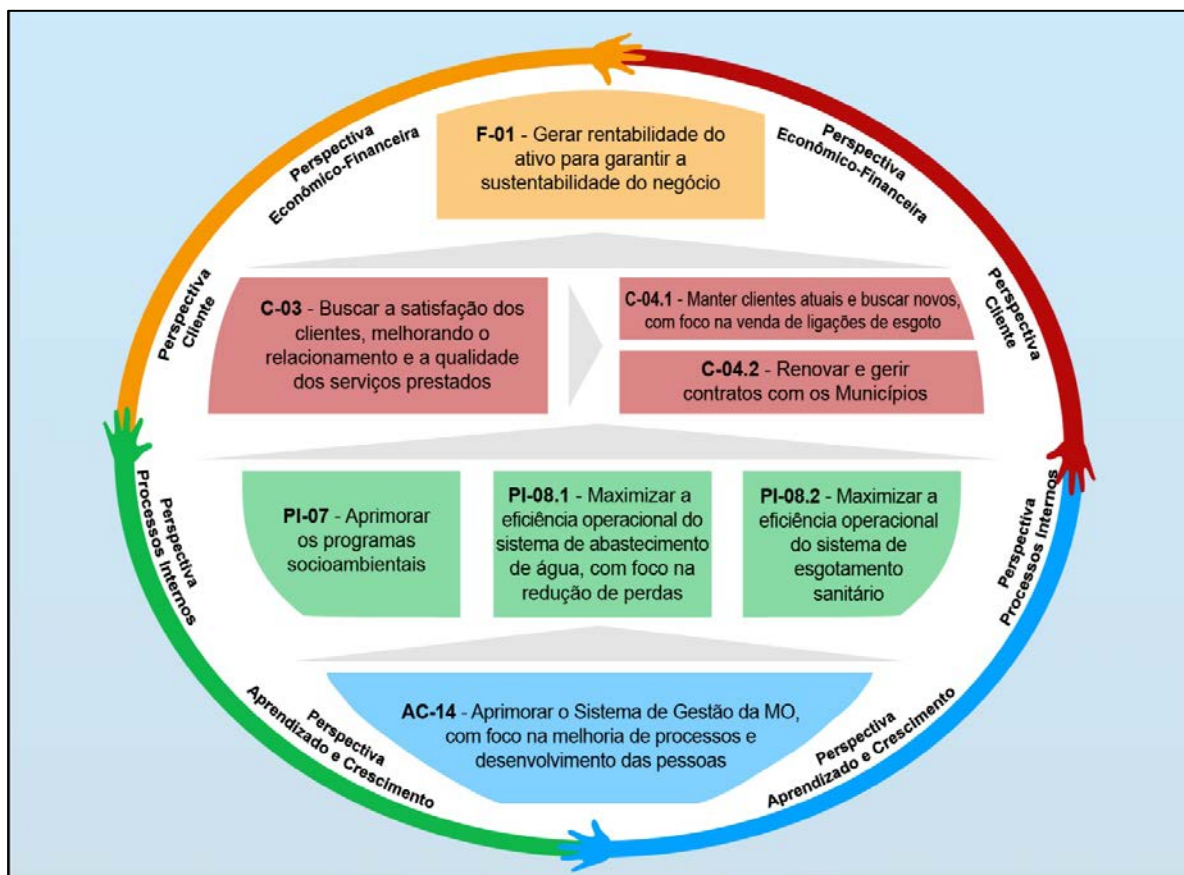 F-01 - Gerar rentabilidade do
ativo para garantir a
sustentabilidade do negócio
Perspectiva
Econômico-Financeira
Perspectiva
Econômico-Financeira
Perspectiva
Cliente
C-03 - Buscar a satisfação dos
clientes, melhorando o
relacionamento e a qualidade
dos serviços prestados
C-04.1 - Manter clientes atuais e buscar novos,
com foco na venda de ligações de esgoto
C-04.2 - Renovar e gerir
contratos com os Municípios
Perspectiva
Cliente
Perspectiva
Processos Internos
PI-07 - Aprimorar
os programas
socioambientais
PI-08.1 - Maximizar a
eficiência operacional do
sistema de abastecimento
de água, com foco na
redução de perdas
PI-08.2 - Maximizar a
eficiência operacional
do sistema de
esgotamento
sanitário
Perspectiva
Processos Internos
Perspectiva
Aprendizado e Crescimento
AC-14 - Aprimorar o Sistema de Gestão da MO,
com foco na melhoria de processos e
desenvolvimento das pessoas
Perspectiva
Aprendizado e Crescimento